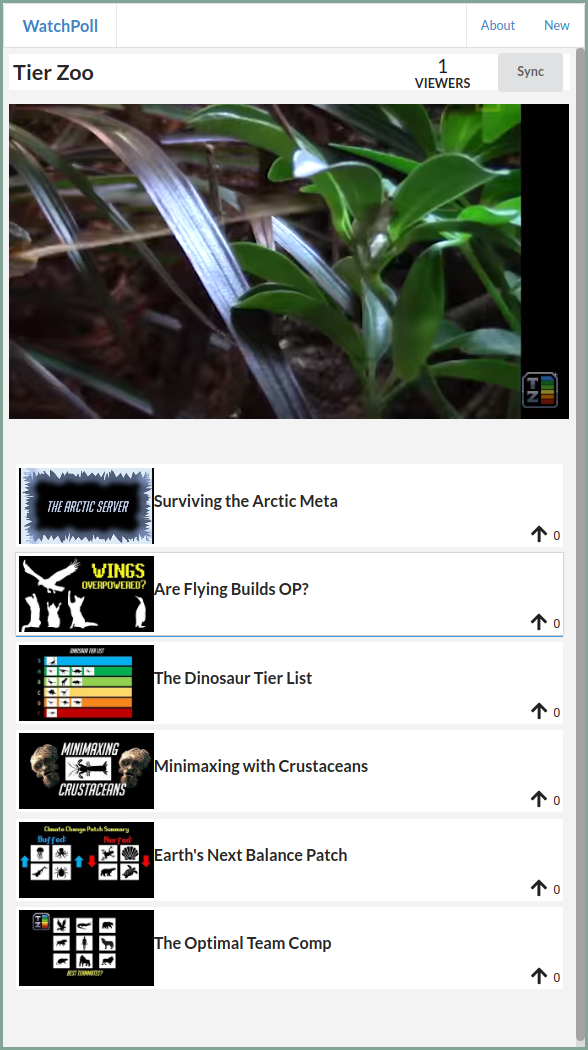 WatchPoll
About
New
Tier Zoo
1
VIEWERS
Sync
TZ
THE ARCTIC SERVER
Surviving the Arctic Meta
0
WINGS
OVERPOWERED?
Are Flying Builds OP?
0
DINOSAUR TIER LIST
The Dinosaur Tier List
0
MINIMAXING
CRUSTACEANS
Minimaxing with Crustaceans
0
Climate Change Patch Summary
Buffed:
Nerfed:
Earth's Next Balance Patch
0
TZ
BEST TEAMMATES?
The Optimal Team Comp
0